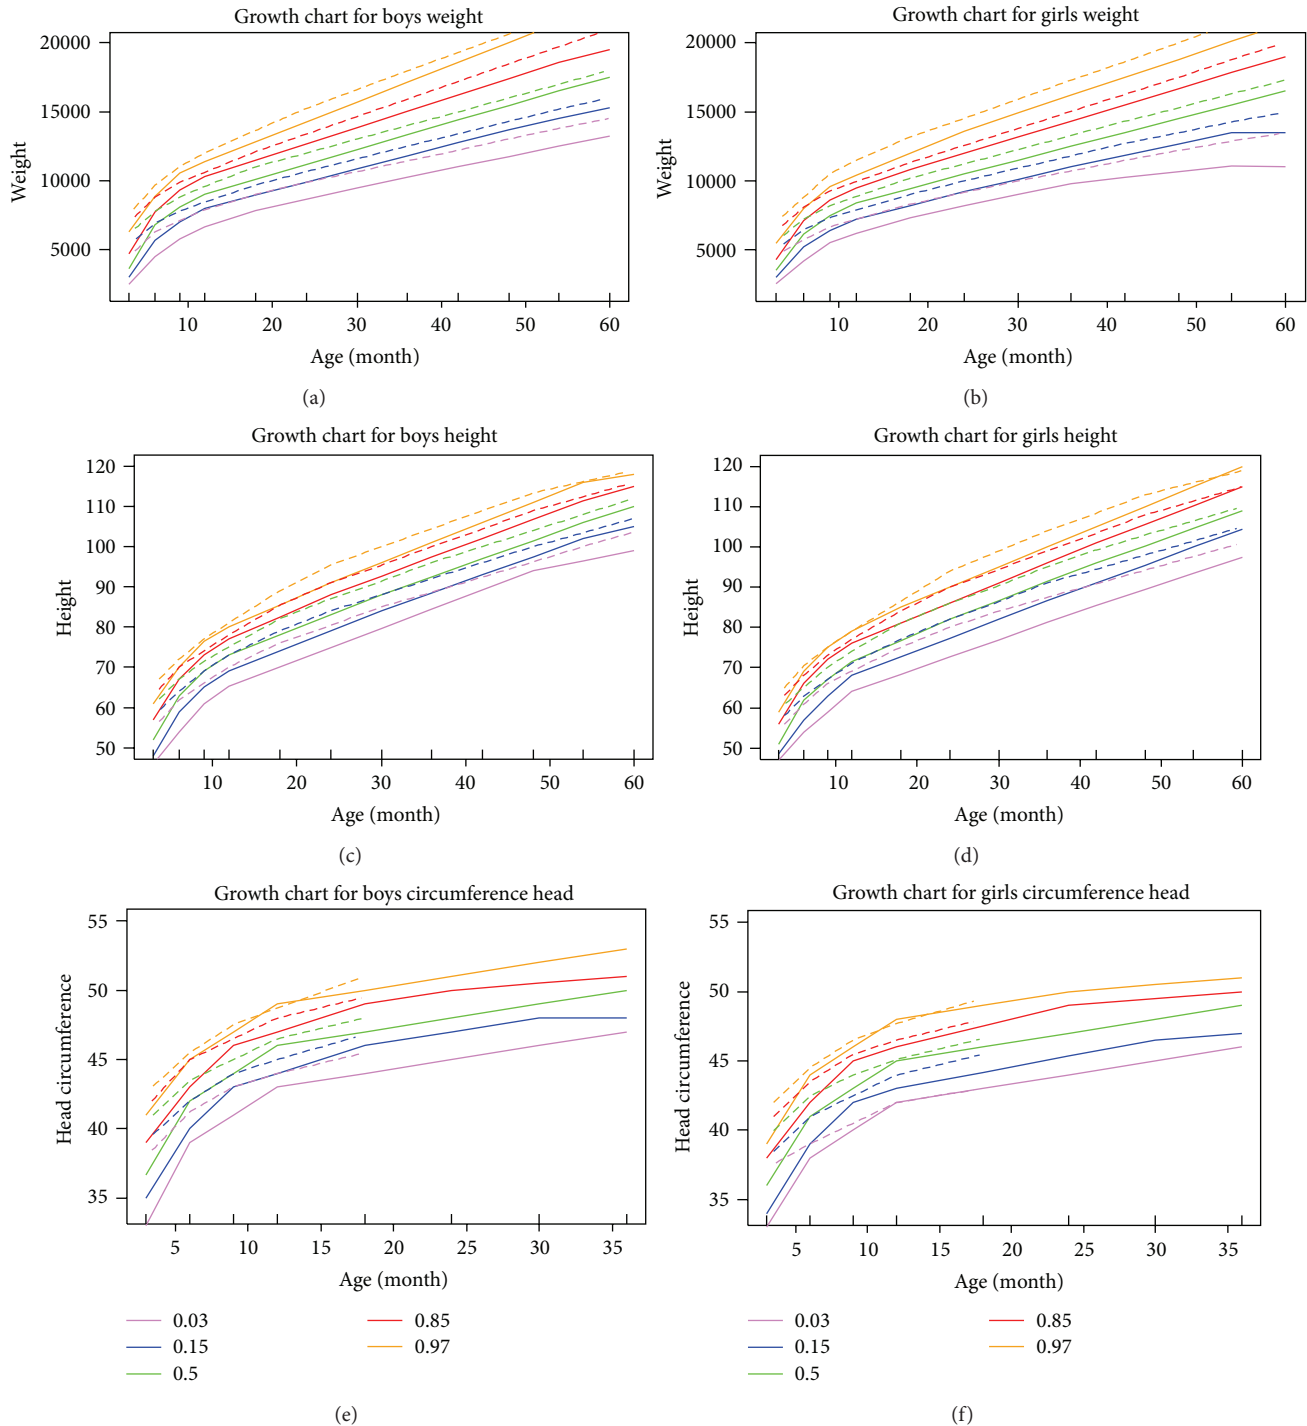 Growth chart for boys weight
20000
15000
10000
5000
Weight
10 20 30 40 50 60
Age (month)
(a)
Growth chart for girls weight
20000
15000
10000
5000
Weight
10 20 30 40 50 60
Age (month)
(b)
Growth chart for boys height
120
110
100
90
80
70
60
50
Height
10 20 30 40 50 60
Age (month)
(c)
Growth chart for girls height
120
110
100
90
80
70
60
50
Height
10 20 30 40 50 60
Age (month)
(d)
Growth chart for boys circumference head
55
50
45
40
35
Head circumference
5 10 15 20 25 30 35
Age (month)
0.03 0.85
0.15 0.97
0.5
(e)
Growth chart for girls circumference head
55
50
45
40
35
Head circumference
5 10 15 20 25 30 35
Age (month)
0.03 0.85
0.15 0.97
0.5
(f)